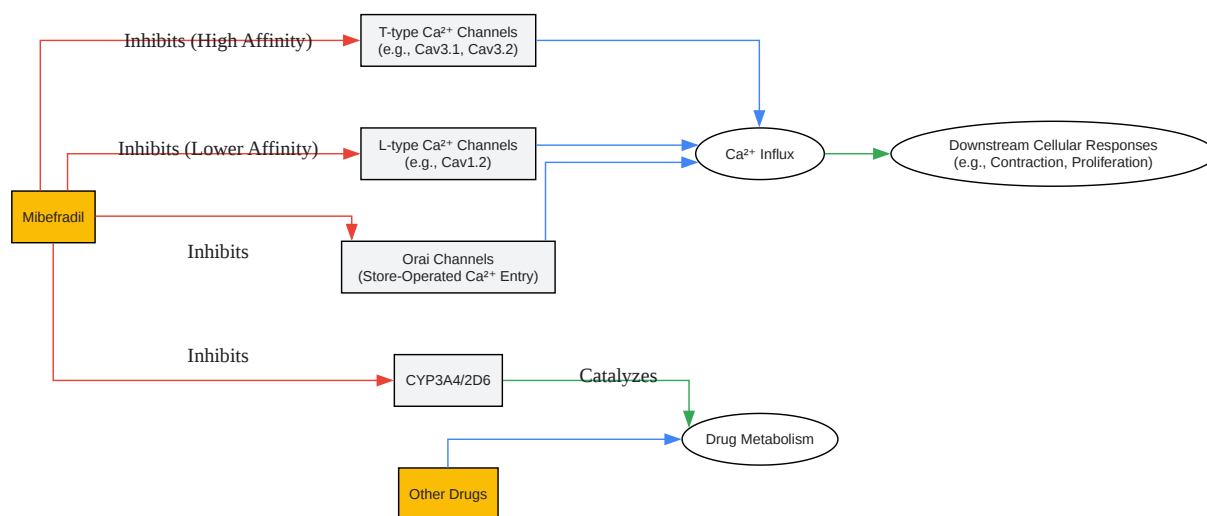 Inhibits (High Affinity)
T-type Ca²⁺ Channels
(e.g., Cav3.1, Cav3.2)
Inhibits (Lower Affinity)
L-type Ca²⁺ Channels
(e.g., Cav1.2)
Ca²⁺ Influx
Downstream Cellular Responses
(e.g., Contraction, Proliferation)
Mibefradil
Inhibits
Orai Channels
(Store-Operated Ca²⁺ Entry)
Inhibits
CYP3A4/2D6
Catalyzes
Drug Metabolism
Other Drugs